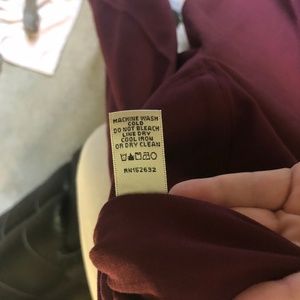 MACHINE WASH
COLD
DO NOT BLEACH
LINE DRY
COOL IRON
OR DRY CLEAN
RN152632